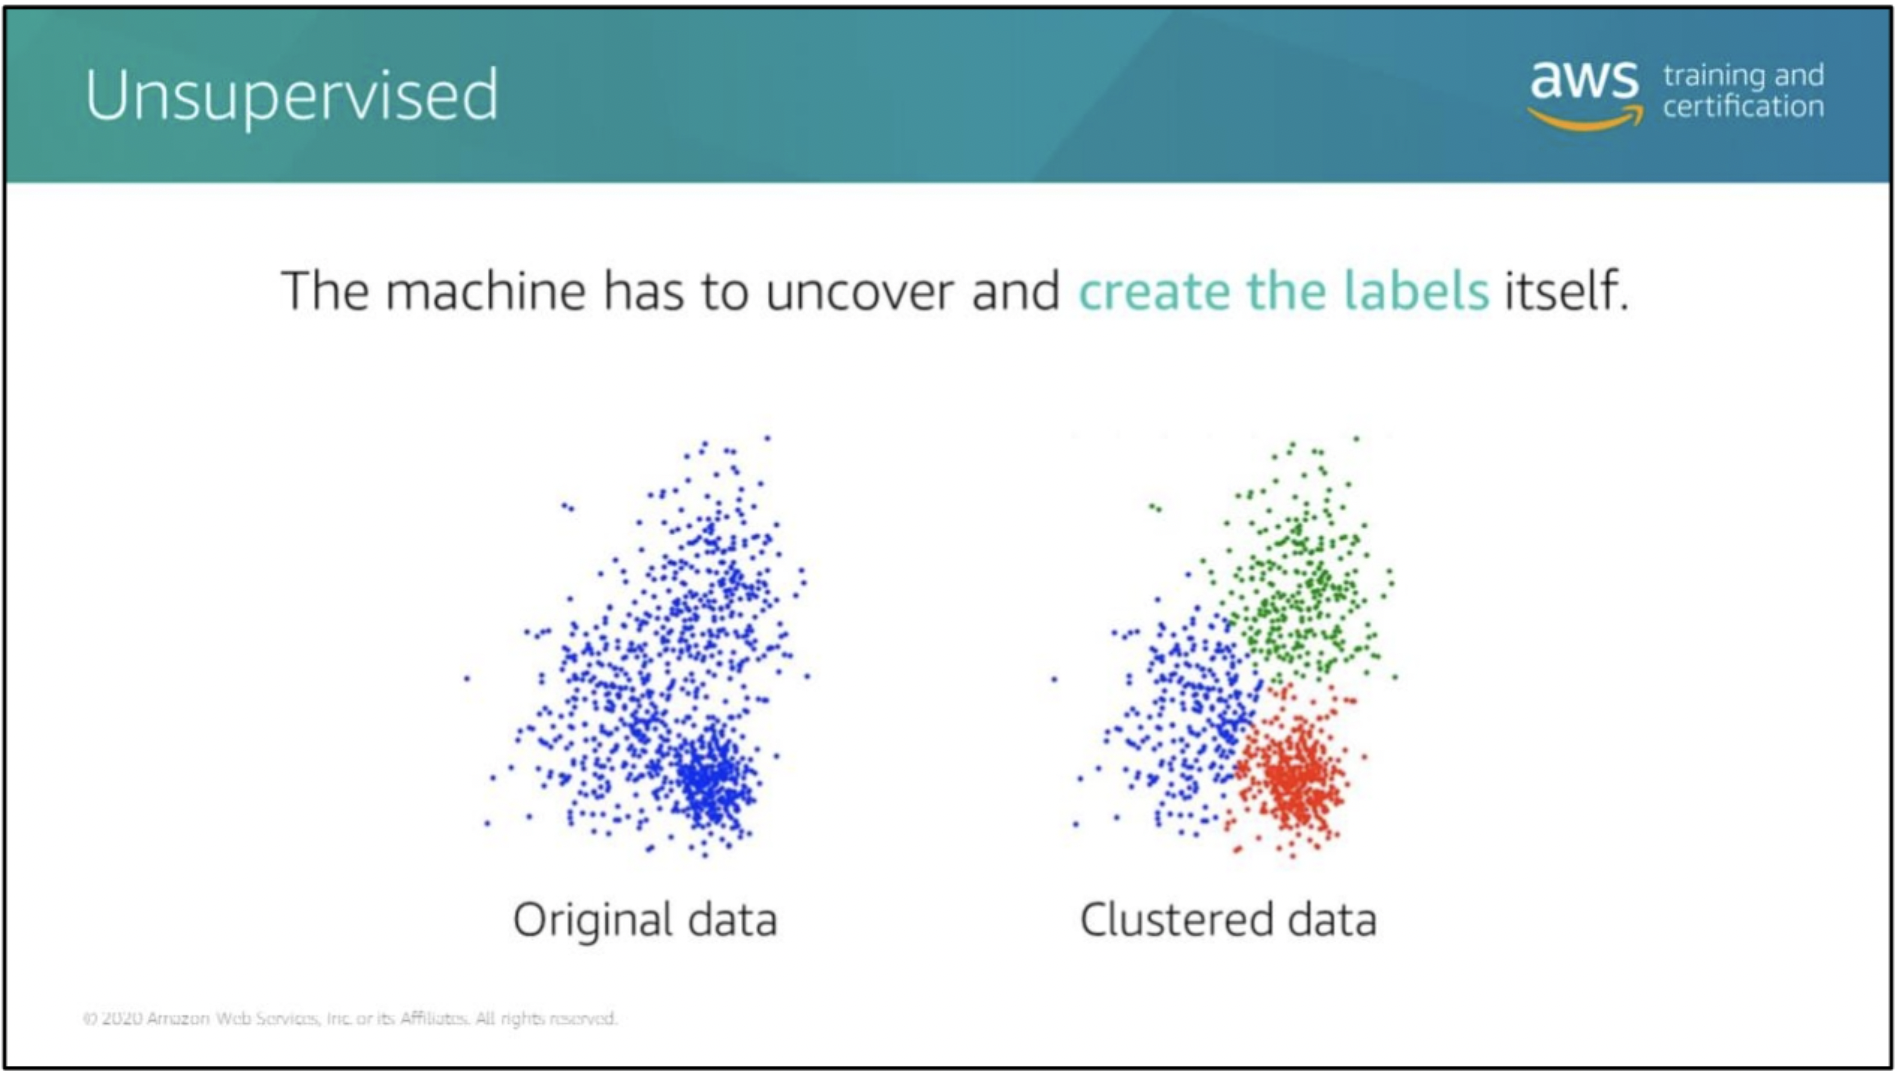 Unsupervised
aws training and
certification
The machine has to uncover and create the labels itself.
Original data
Clustered data
© 2020 Amazon Web Services, Inc. or its Affiliates. All rights reserved.